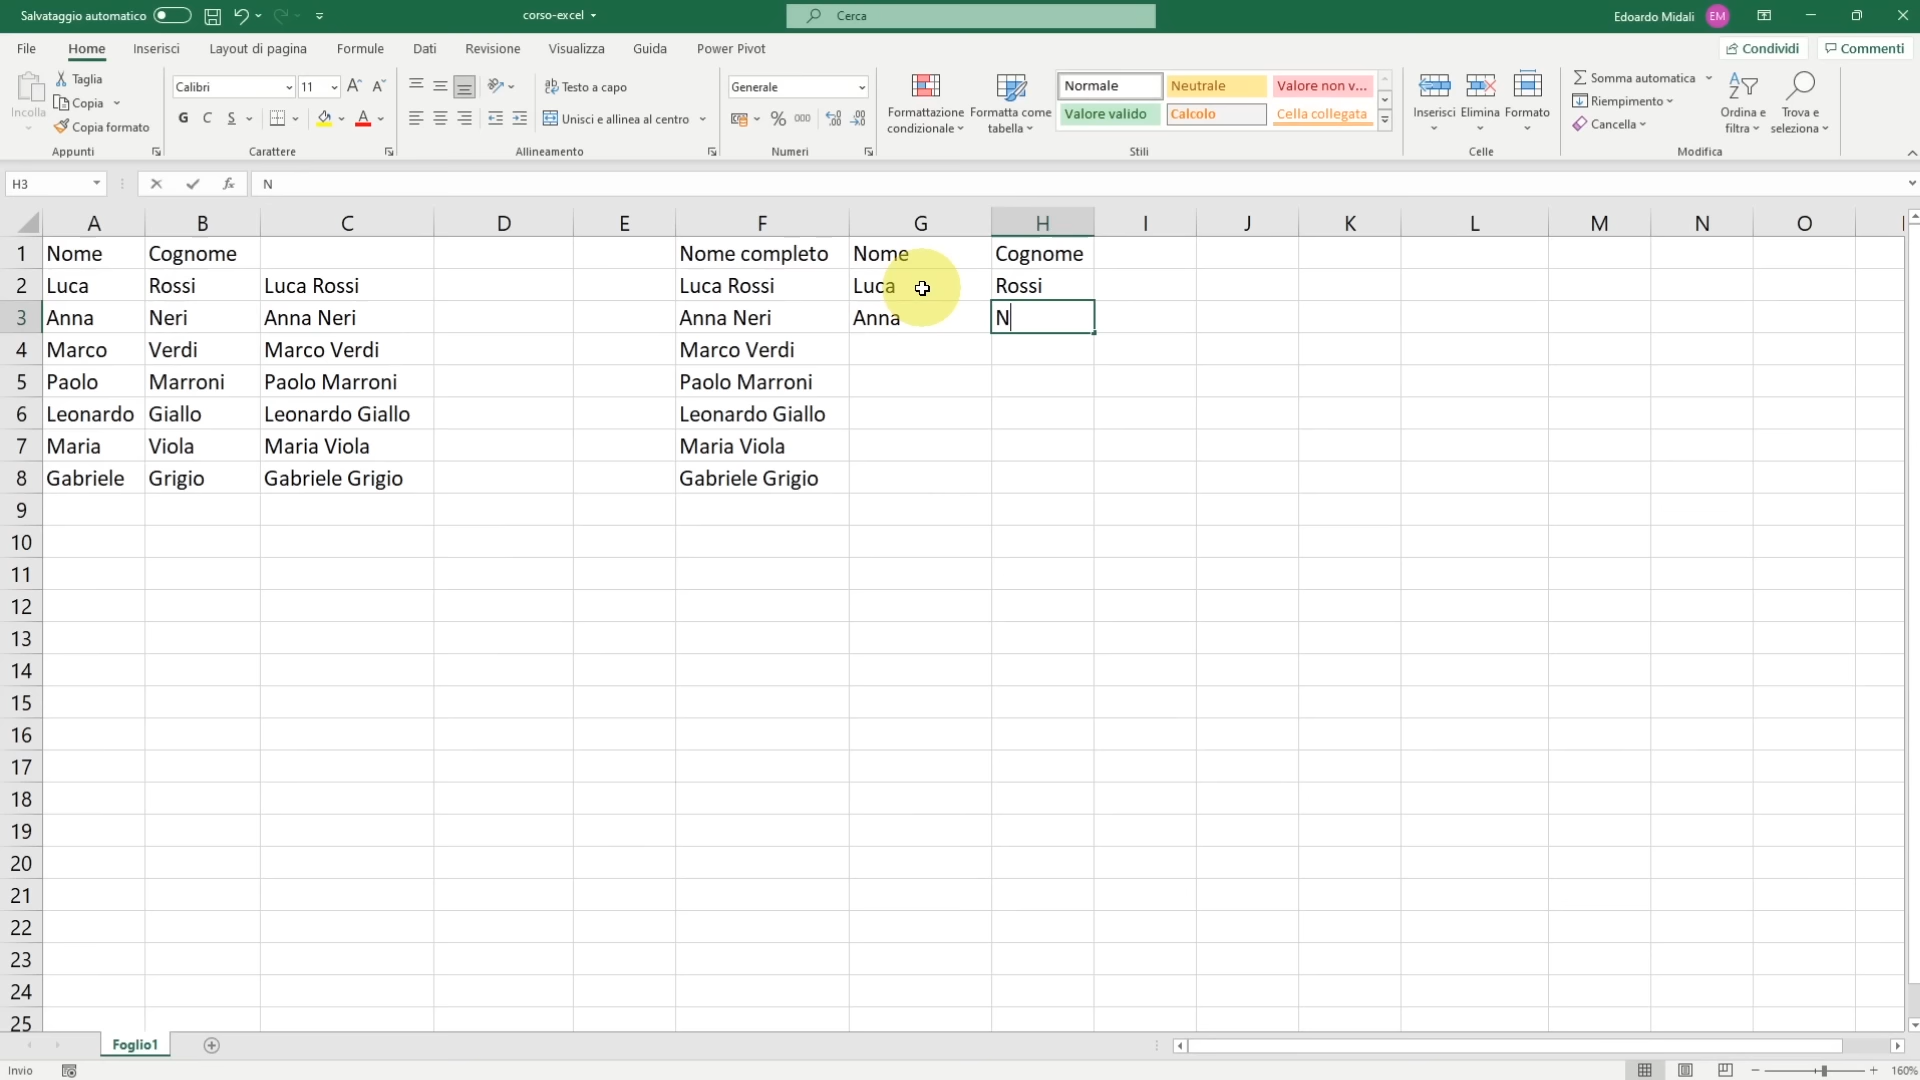 Salvataggio automatico
corso-excel
Cerca
Edoardo Midali EM
File Home Inserisci Layout di pagina Formule Dati Revisione Visualizza Guida Power Pivot
Condividi Commenti
Incolla
Taglia
Copia
Copia formato
Appunti
Calibri 11
G C S
Carattere
Testo a capo
Unisci e allinea al centro
Allineamento
Generale
% 000
Numeri
Formattazione condizionale
Formatta come tabella
Normale Neutrale Valore non v...
Valore valido Calcolo Cella collegata
Stili
Inserisci Elimina Formato
Celle
Somma automatica
Riempimento
Cancella
Ordina e filtra
Trova e seleziona
Modifica
H3 fx N
A B C D E F G H I J K L M N O
1 Nome Cognome Nome completo Nome Cognome
2 Luca Rossi Luca Rossi Luca Rossi Luca Rossi
3 Anna Neri Anna Neri Anna Neri Anna N
4 Marco Verdi Marco Verdi Marco Verdi
5 Paolo Marroni Paolo Marroni Paolo Marroni
6 Leonardo Giallo Leonardo Giallo Leonardo Giallo
7 Maria Viola Maria Viola Maria Viola
8 Gabriele Grigio Gabriele Grigio Gabriele Grigio
9
10
11
12
13
14
15
16
17
18
19
20
21
22
23
24
25
Foglio1
Invio
160%